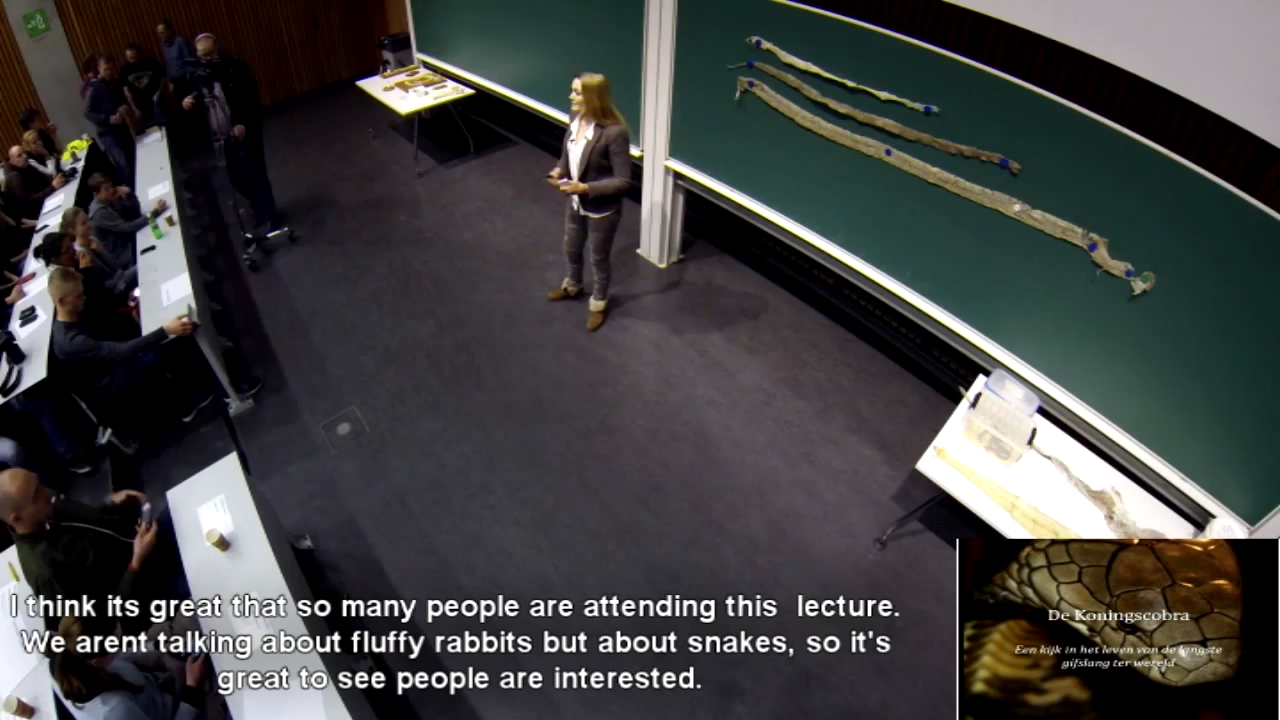 I think its great that so many people are attending this  lecture.
We arent talking about fluffy rabbits but about snakes, so it's
great to see people are interested.
De Koningscobra
Een kijk in het leven van de langste
gifslang ter wereld